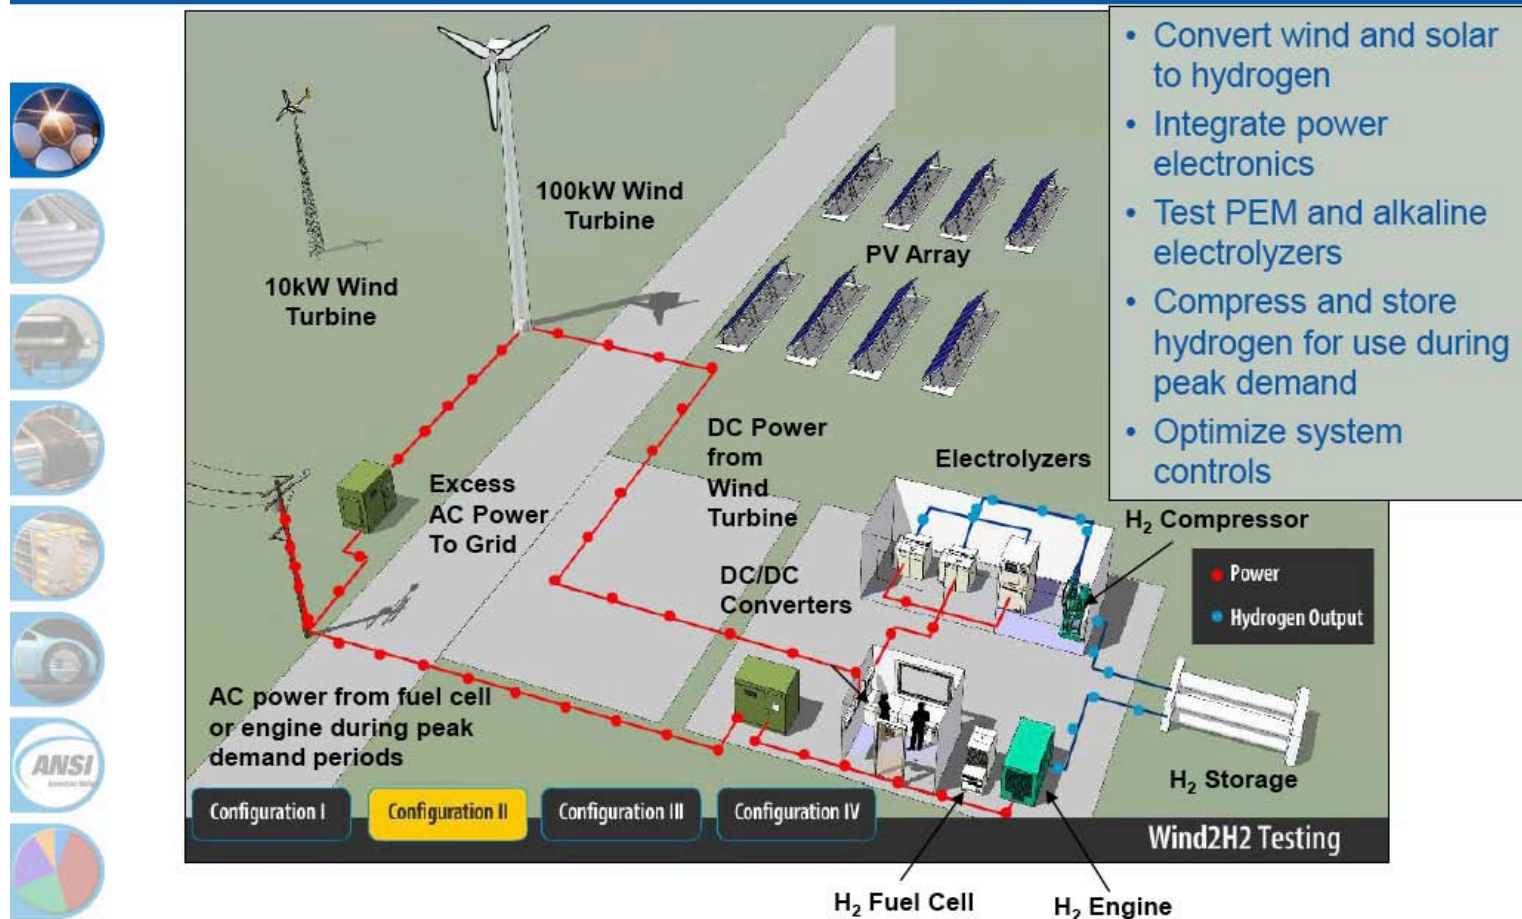 • Convert wind and solar
to hydrogen
• Integrate power
electronics
• Test PEM and alkaline
electrolyzers
• Compress and store
hydrogen for use during
peak demand
• Optimize system
controls
100kW Wind
Turbine
10kW Wind
Turbine
PV Array
DC Power
from
Wind
Turbine
Excess
AC Power
To Grid
Electrolyzers
H₂ Compressor
DC/DC
Converters
Power
Hydrogen Output
AC power from fuel cell
or engine during peak
demand periods
H₂ Storage
Configuration I
Configuration II
Configuration III
Configuration IV
Wind2H2 Testing
H₂ Fuel Cell
H₂ Engine
ANSI